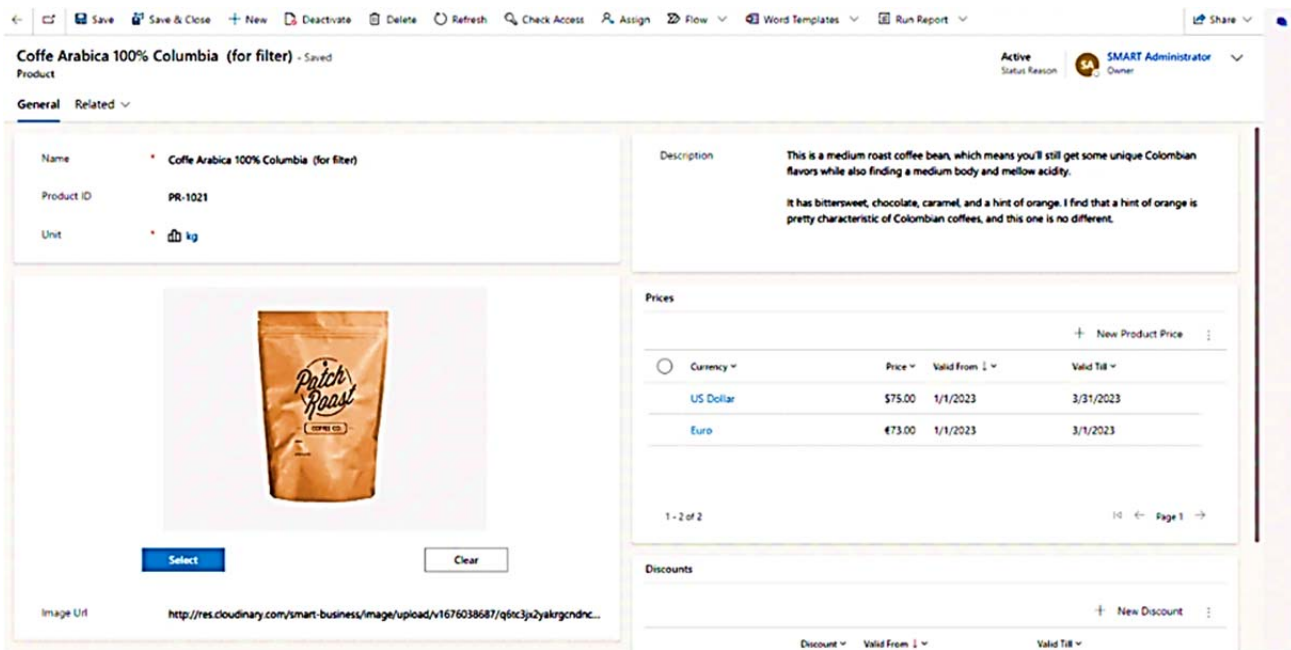 Save Save & Close New Deactivate Delete Refresh Check Access Assign Flow Word Templates Run Report Share
Coffe Arabica 100% Columbia (for filter) - Saved
Product
Active
Status Reason
SA
SMART Administrator
Owner
General Related
Name * Coffe Arabica 100% Columbia (for filter)
Product ID PR-1021
Unit * kg
Patch
Roast
COFFEE CO.
Select Clear
Image Url http://res.cloudinary.com/smart-business/image/upload/v1676038687/q6tc3jx2yakrgcndnc...
Description This is a medium roast coffee bean, which means you'll still get some unique Colombian
flavors while also finding a medium body and mellow acidity.
It has bittersweet, chocolate, caramel, and a hint of orange. I find that a hint of orange is
pretty characteristic of Colombian coffees, and this one is no different.
Prices
+ New Product Price
Currency Price Valid From ↓ Valid Till
US Dollar $75.00 1/1/2023 3/31/2023
Euro €73.00 1/1/2023 3/1/2023
1 - 2 of 2 Page 1
Discounts
+ New Discount
Discount Valid From ↓ Valid Till